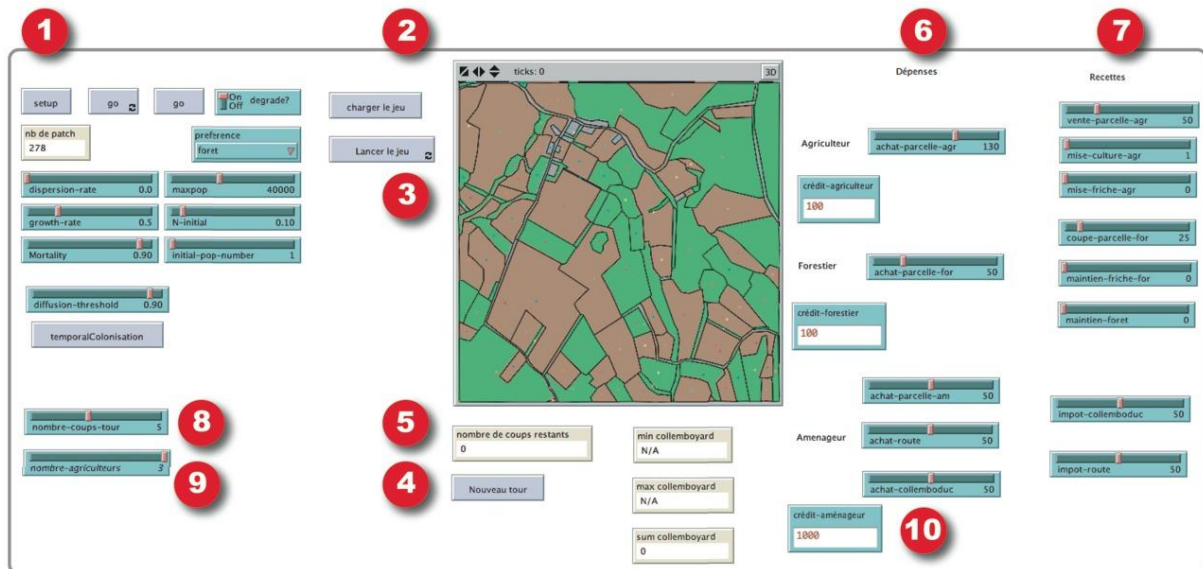 1
2
6
7
ticks: 0
3D
Dépenses
Recettes
setup
go
go
On
Off
degrade?
nb de patch
278
preference
foret
dispersion-rate 0.0
maxpop 40000
growth-rate 0.5
N-initial 0.10
Mortality 0.90
initial-pop-number 1
diffusion-threshold 0.90
temporalColonisation
charger le jeu
Lancer le jeu
3
Agriculteur
achat-parcelle-agr 130
crédit-agriculteur
100
Forestier
achat-parcelle-for 50
crédit-forestier
100
vente-parcelle-agr 50
mise-culture-agr 1
mise-friche-agr 0
coupe-parcelle-for 25
maintien-friche-for 0
maintien-foret 0
nombre-coups-tour 5
8
nombre-agriculteurs 3
9
5
nombre de coups restants
0
4
Nouveau tour
min collemboyard
N/A
max collemboyard
N/A
sum collemboyard
0
achat-parcelle-am 50
Amenageur
achat-route 50
achat-collemboduc 50
crédit-aménageur
1000
10
impot-collemboduc 50
impot-route 50